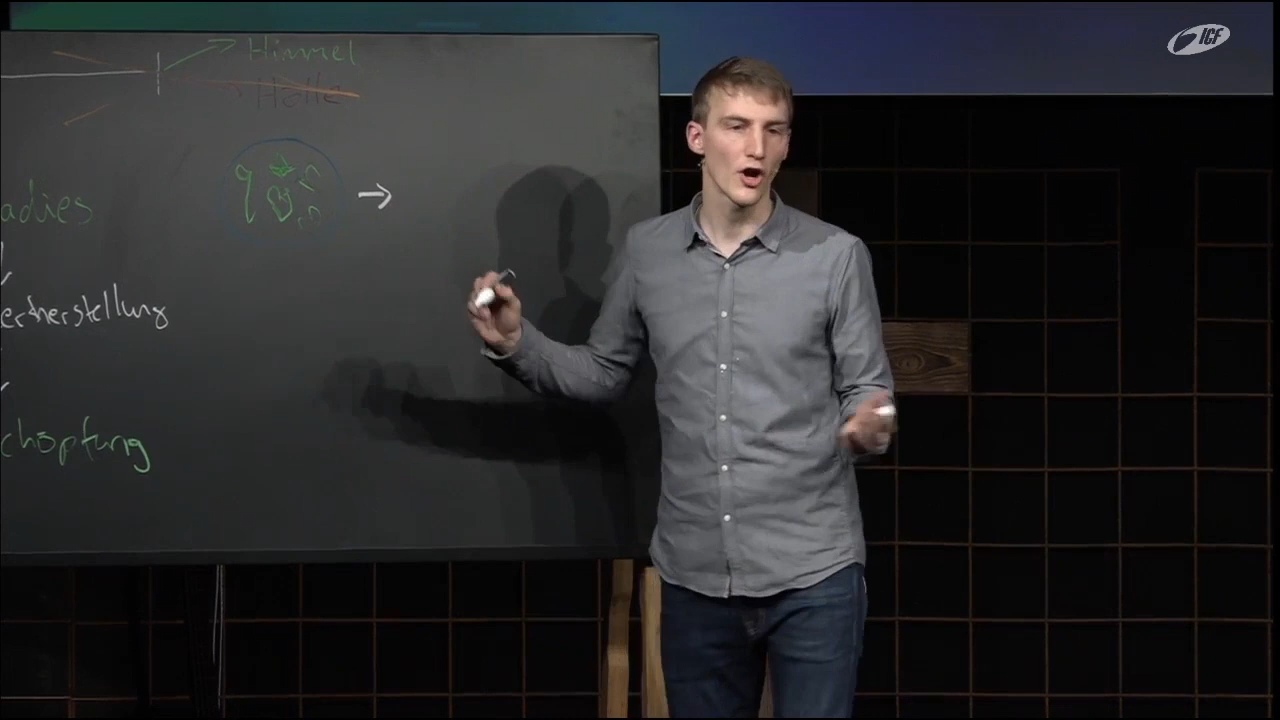 Himmel
Hölle
adies
erherstellung
chöpfung
ICF